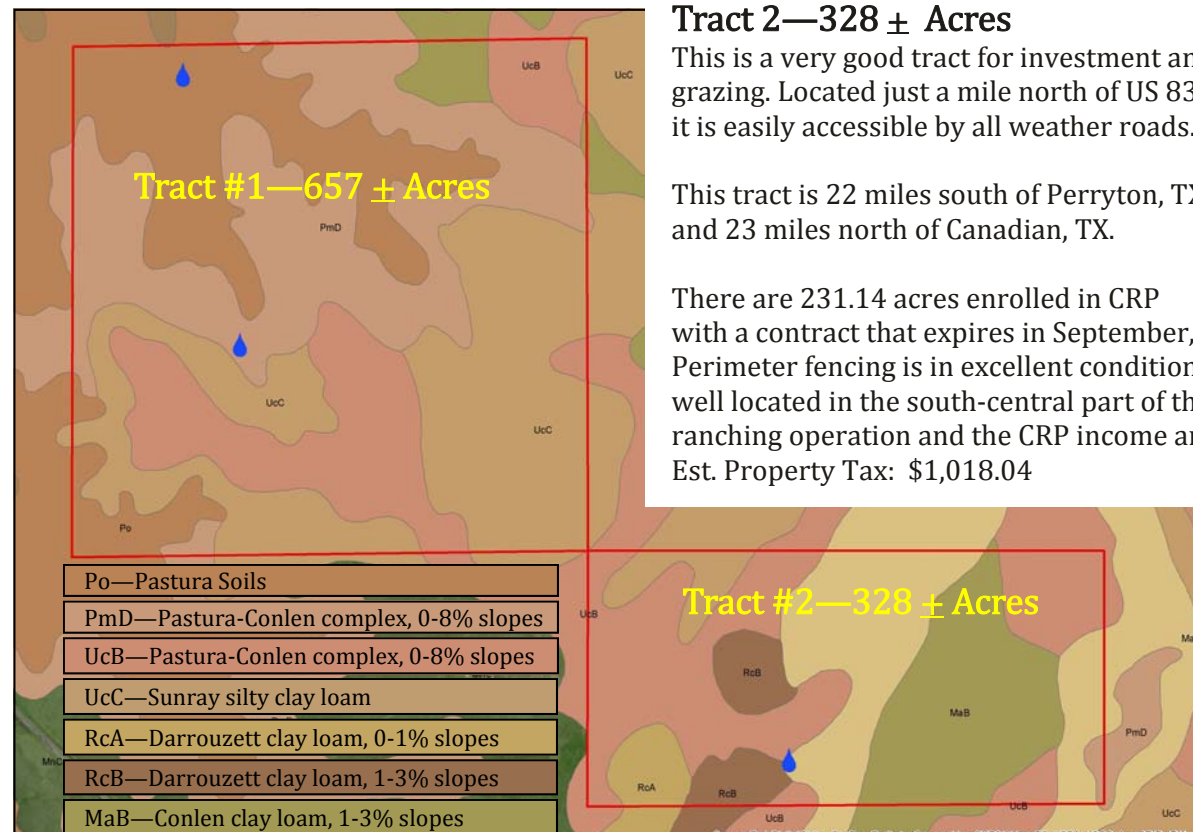 Tract 2—328 ± Acres
This is a very good tract for investment an
grazing. Located just a mile north of US 83
it is easily accessible by all weather roads.
This tract is 22 miles south of Perryton, TX
and 23 miles north of Canadian, TX.
There are 231.14 acres enrolled in CRP
with a contract that expires in September,
Perimeter fencing is in excellent condition
well located in the south-central part of th
ranching operation and the CRP income an
Est. Property Tax: $1,018.04
UcB
UcC
Tract #1—657 ± Acres
PmD
UcC
UcC
Po
Po—Pastura Soils
PmD—Pastura-Conlen complex, 0-8% slopes
UcB—Pastura-Conlen complex, 0-8% slopes
UcC—Sunray silty clay loam
RcA—Darrouzett clay loam, 0-1% slopes
RcB—Darrouzett clay loam, 1-3% slopes
MaB—Conlen clay loam, 1-3% slopes
MnC
UcB
Tract #2—328 ± Acres
Ma
RcB
MaB
PmD
RcA
RcB
UcB
UcB
UcC